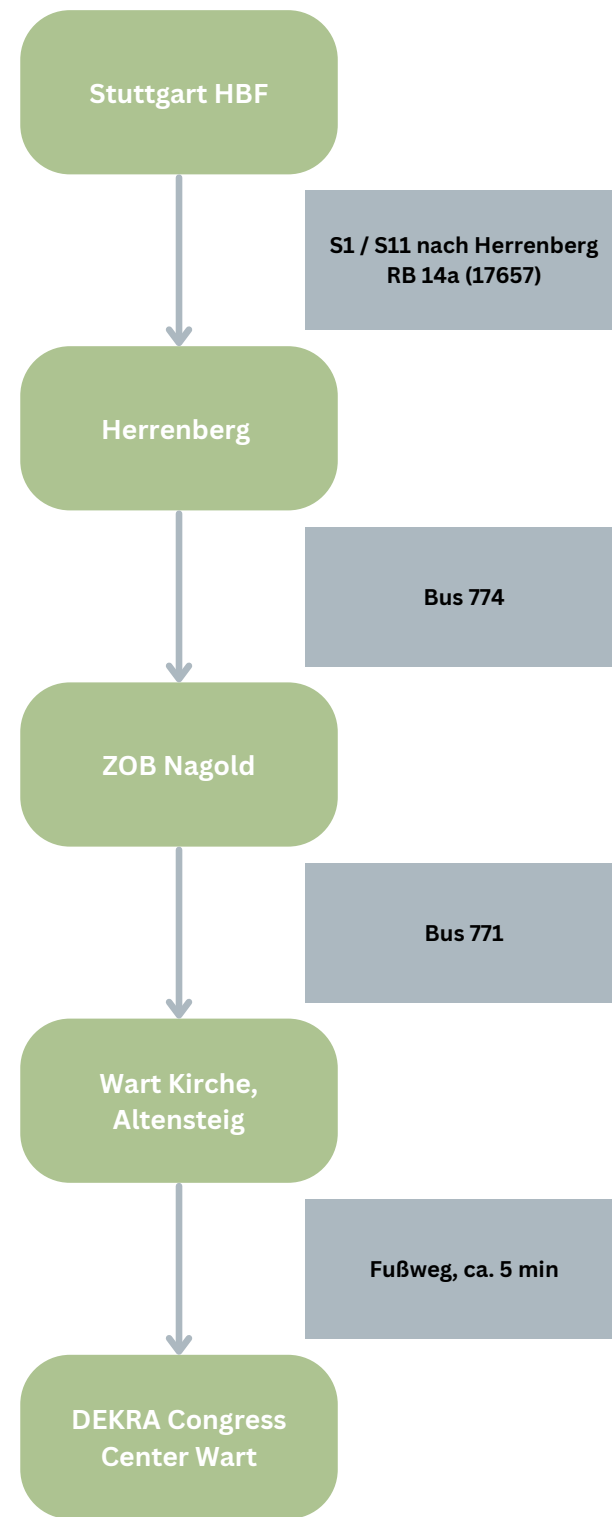 Stuttgart HBF
S1 / S11 nach Herrenberg
RB 14a (17657)
Herrenberg
Bus 774
ZOB Nagold
Bus 771
Wart Kirche,
Altensteig
Fußweg, ca. 5 min
DEKRA Congress
Center Wart